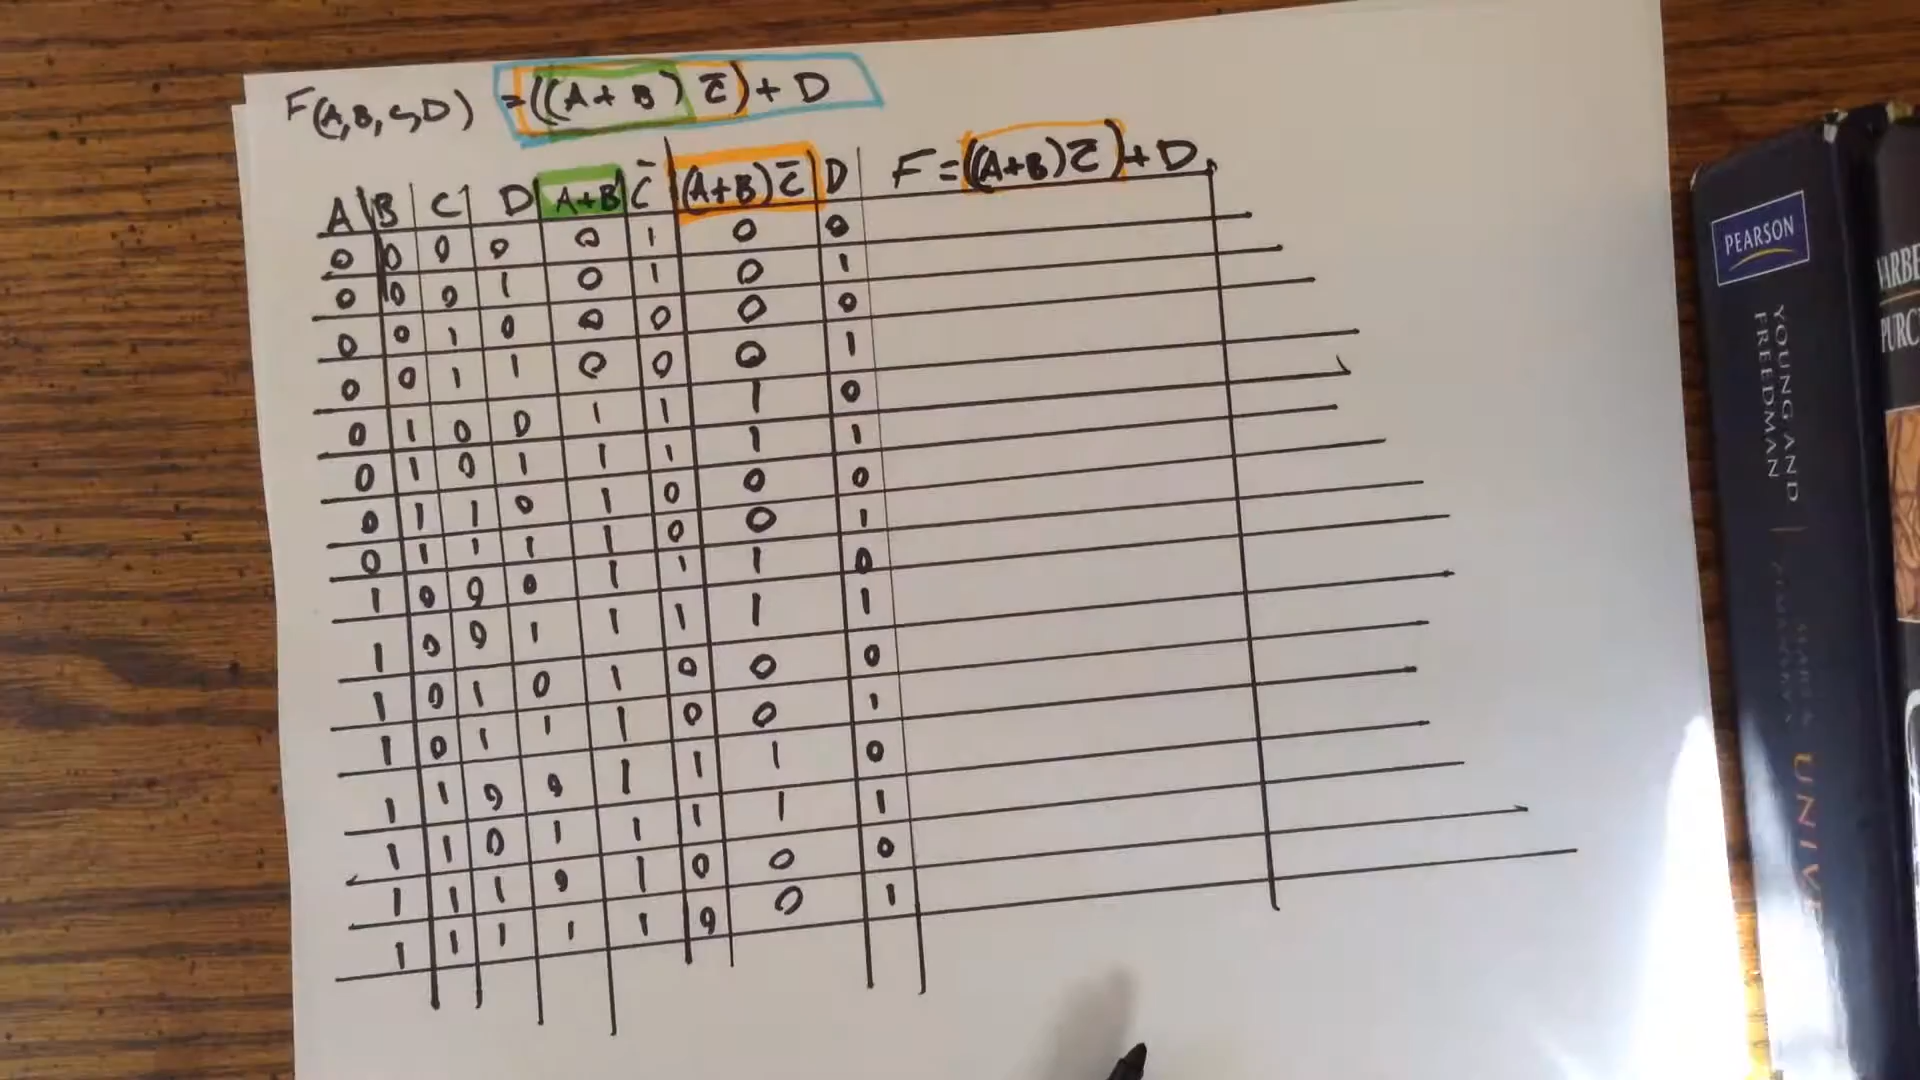 F(A,B,C,D) =((A+B) C̅)+D
A B C D A+B C̅ (A+B)C̅ D F=((A+B)C̅)+D
0 0 0 0 0 1 0 0
0 0 0 1 0 1 0 1
0 0 1 0 0 0 0 0
0 0 1 1 0 0 0 1
0 1 0 0 1 1 1 0
0 1 0 1 1 1 1 1
0 1 1 0 1 0 0 0
0 1 1 1 1 0 0 1
1 0 0 0 1 1 1 0
1 0 0 1 1 1 1 1
1 0 1 0 1 0 0 0
1 0 1 1 1 0 0 1
1 1 0 0 1 1 1 0
1 1 0 1 1 1 1 1
1 1 1 0 1 0 0 0
1 1 1 1 1 0 0 1
PEARSON
YOUNG AND
FREEDMAN
UNIVE
PURC